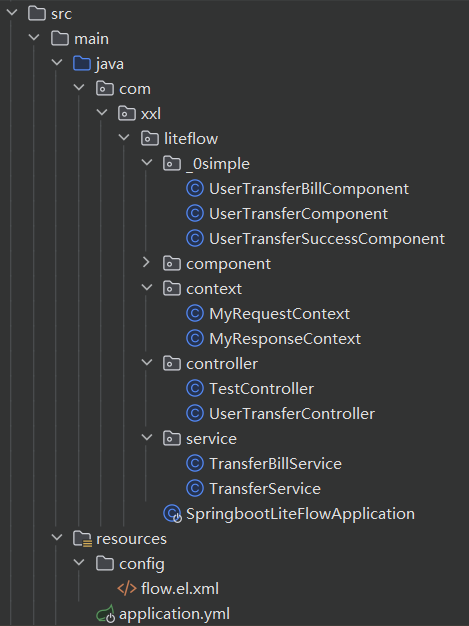 src
main
java
com
xxl
liteflow
_0simple
UserTransferBillComponent
UserTransferComponent
UserTransferSuccessComponent
component
context
MyRequestContext
MyResponseContext
controller
TestController
UserTransferController
service
TransferBillService
TransferService
SpringbootLiteFlowApplication
resources
config
flow.el.xml
application.yml